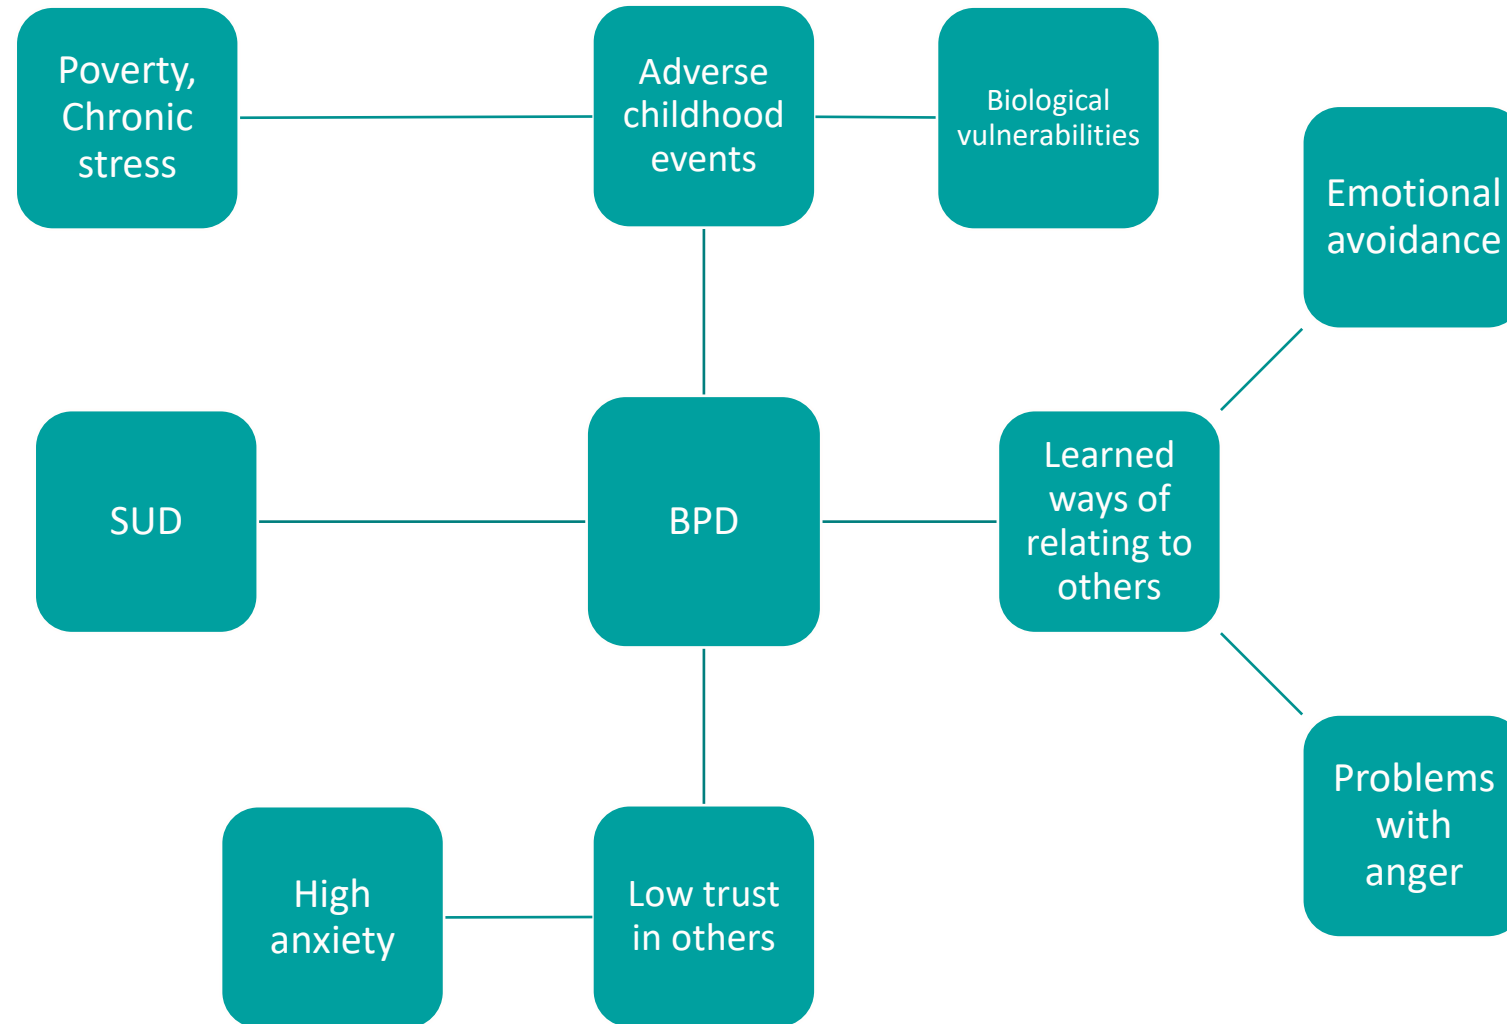 Poverty,
Chronic
stress
Adverse
childhood
events
Biological
vulnerabilities
Emotional
avoidance
SUD
BPD
Learned
ways of
relating to
others
High
anxiety
Low trust
in others
Problems
with
anger